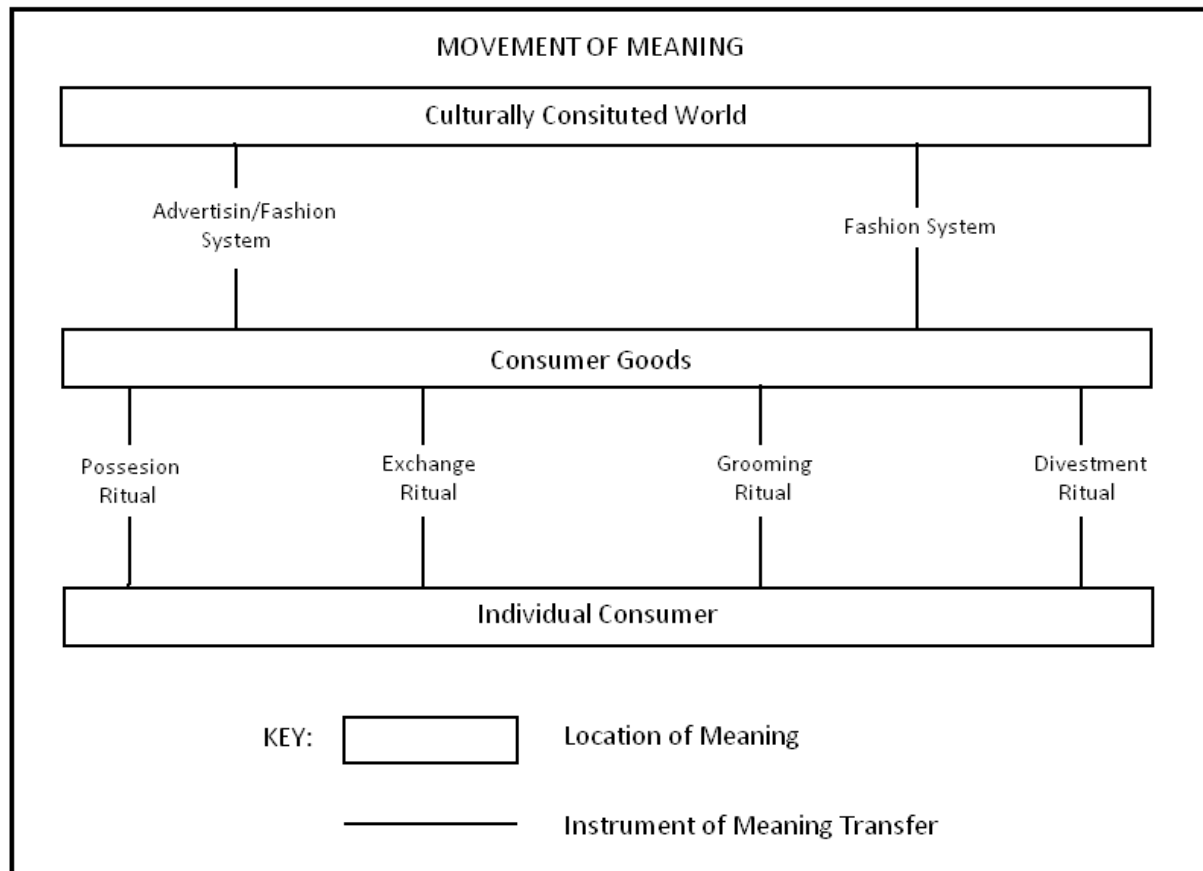 MOVEMENT OF MEANING
Culturally Consituted World
Advertisin/Fashion
System
Fashion System
Consumer Goods
Possesion
Ritual
Exchange
Ritual
Grooming
Ritual
Divestment
Ritual
Individual Consumer
KEY:
Location of Meaning
Instrument of Meaning Transfer